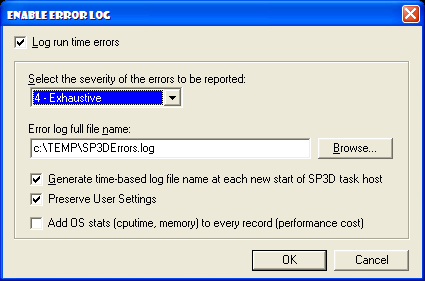 ENABLE ERROR LOG
Log run time errors
Select the severity of the errors to be reported:
4 - Exhaustive
Error log full file name:
c:\TEMP\SP3DErrors.log
Browse...
Generate time-based log file name at each new start of SP3D task host
Preserve User Settings
Add OS stats (cputime, memory) to every record (performance cost)
OK
Cancel